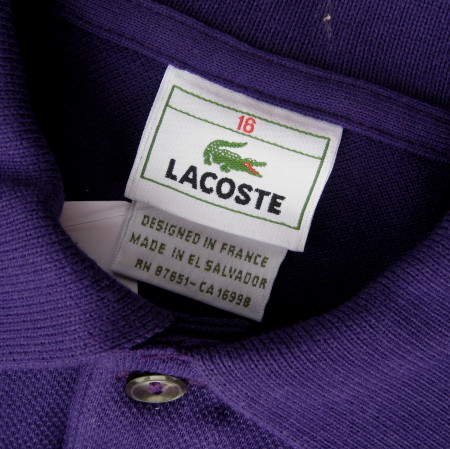 16
LACOSTE
DESIGNED IN FRANCE
MADE IN EL SALVADOR
RN 87651-CA 16998